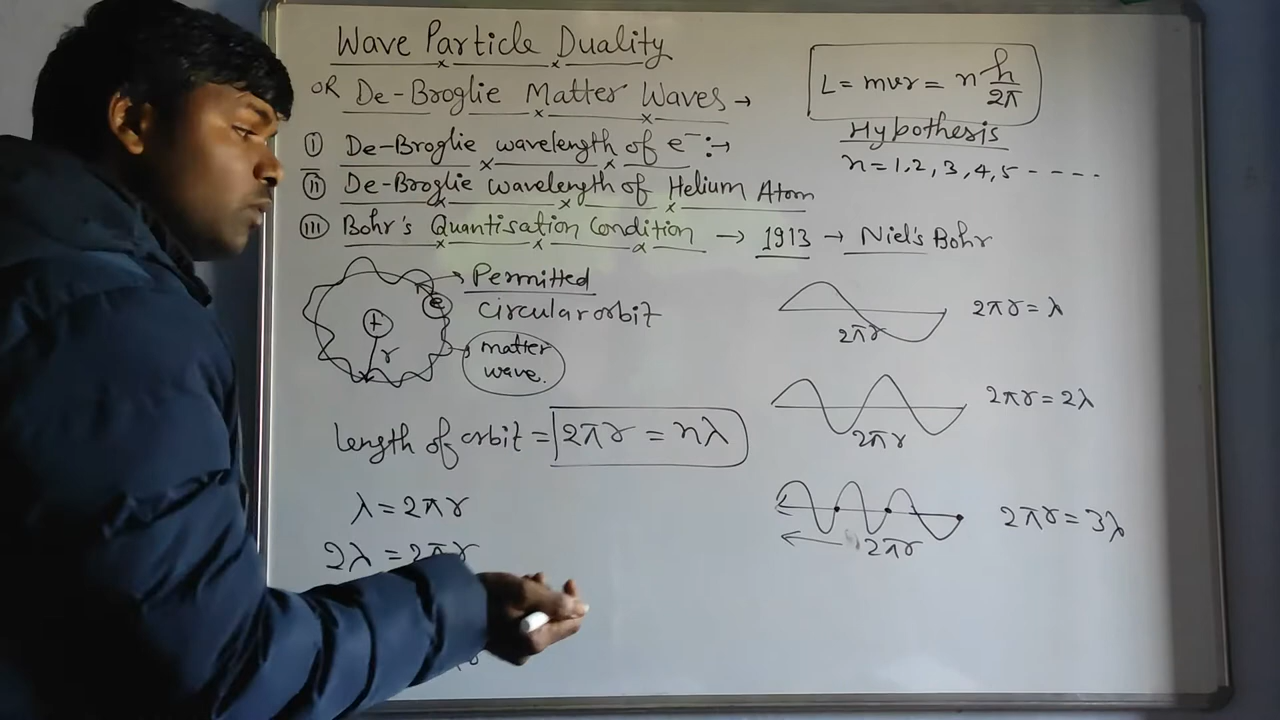 Wave Particle Duality
OR De-Broglie Matter Waves →
L = mvr = n h/2π
Hypothesis
n = 1, 2, 3, 4, 5 - - - -
(I) De-Broglie wavelength of e⁻ :→
(II) De-Broglie wavelength of Helium Atom
(III) Bohr's Quantisation Condition → 1913 → Niel's Bohr
+
r
e
→ Permitted
circular orbit
matter
wave.
length of orbit = 2πr = nλ
λ = 2πr
2λ = 2πr
2πr
2πr = λ
2πr
2πr = 2λ
2πr
2πr = 3λ